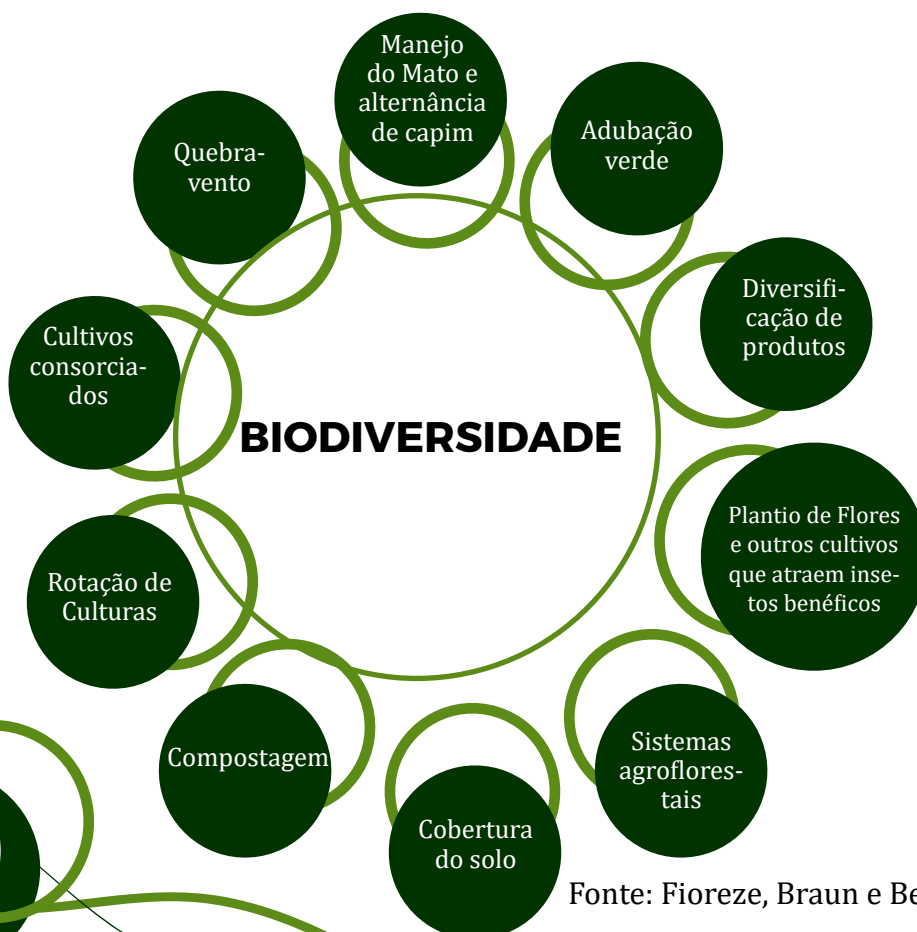 Manejo
do Mato e
alternância
de capim
Adubação
verde
Quebra-
vento
Diversifi-
cação de
produtos
Cultivos
consorcia-
dos
BIODIVERSIDADE
Plantio de Flores
e outros cultivos
que atraem inse-
tos benéficos
Rotação de
Culturas
Sistemas
agroflores-
tais
Compostagem
Cobertura
do solo
Fonte: Fioreze, Braun e